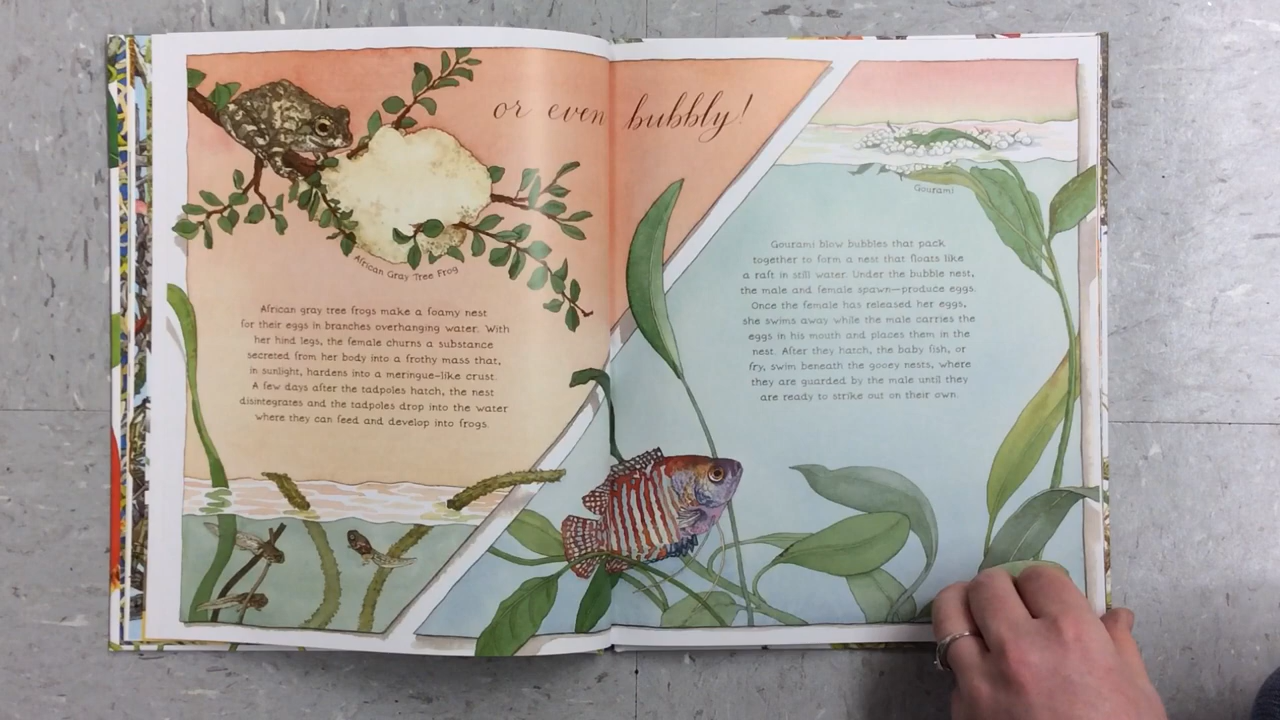 or even bubbly!
African Gray Tree Frog
African gray tree frogs make a foamy nest
for their eggs in branches overhanging water. With
her hind legs, the female churns a substance
secreted from her body into a frothy mass that,
in sunlight, hardens into a meringue-like crust.
A few days after the tadpoles hatch, the nest
disintegrates and the tadpoles drop into the water
where they can feed and develop into frogs.
Gourami
Gourami blow bubbles that pack
together to form a nest that floats like
a raft in still water. Under the bubble nest,
the male and female spawn—produce eggs.
Once the female has released her eggs,
she swims away while the male carries the
eggs in his mouth and places them in the
nest. After they hatch, the baby fish, or
fry, swim beneath the gooey nests, where
they are guarded by the male until they
are ready to strike out on their own.